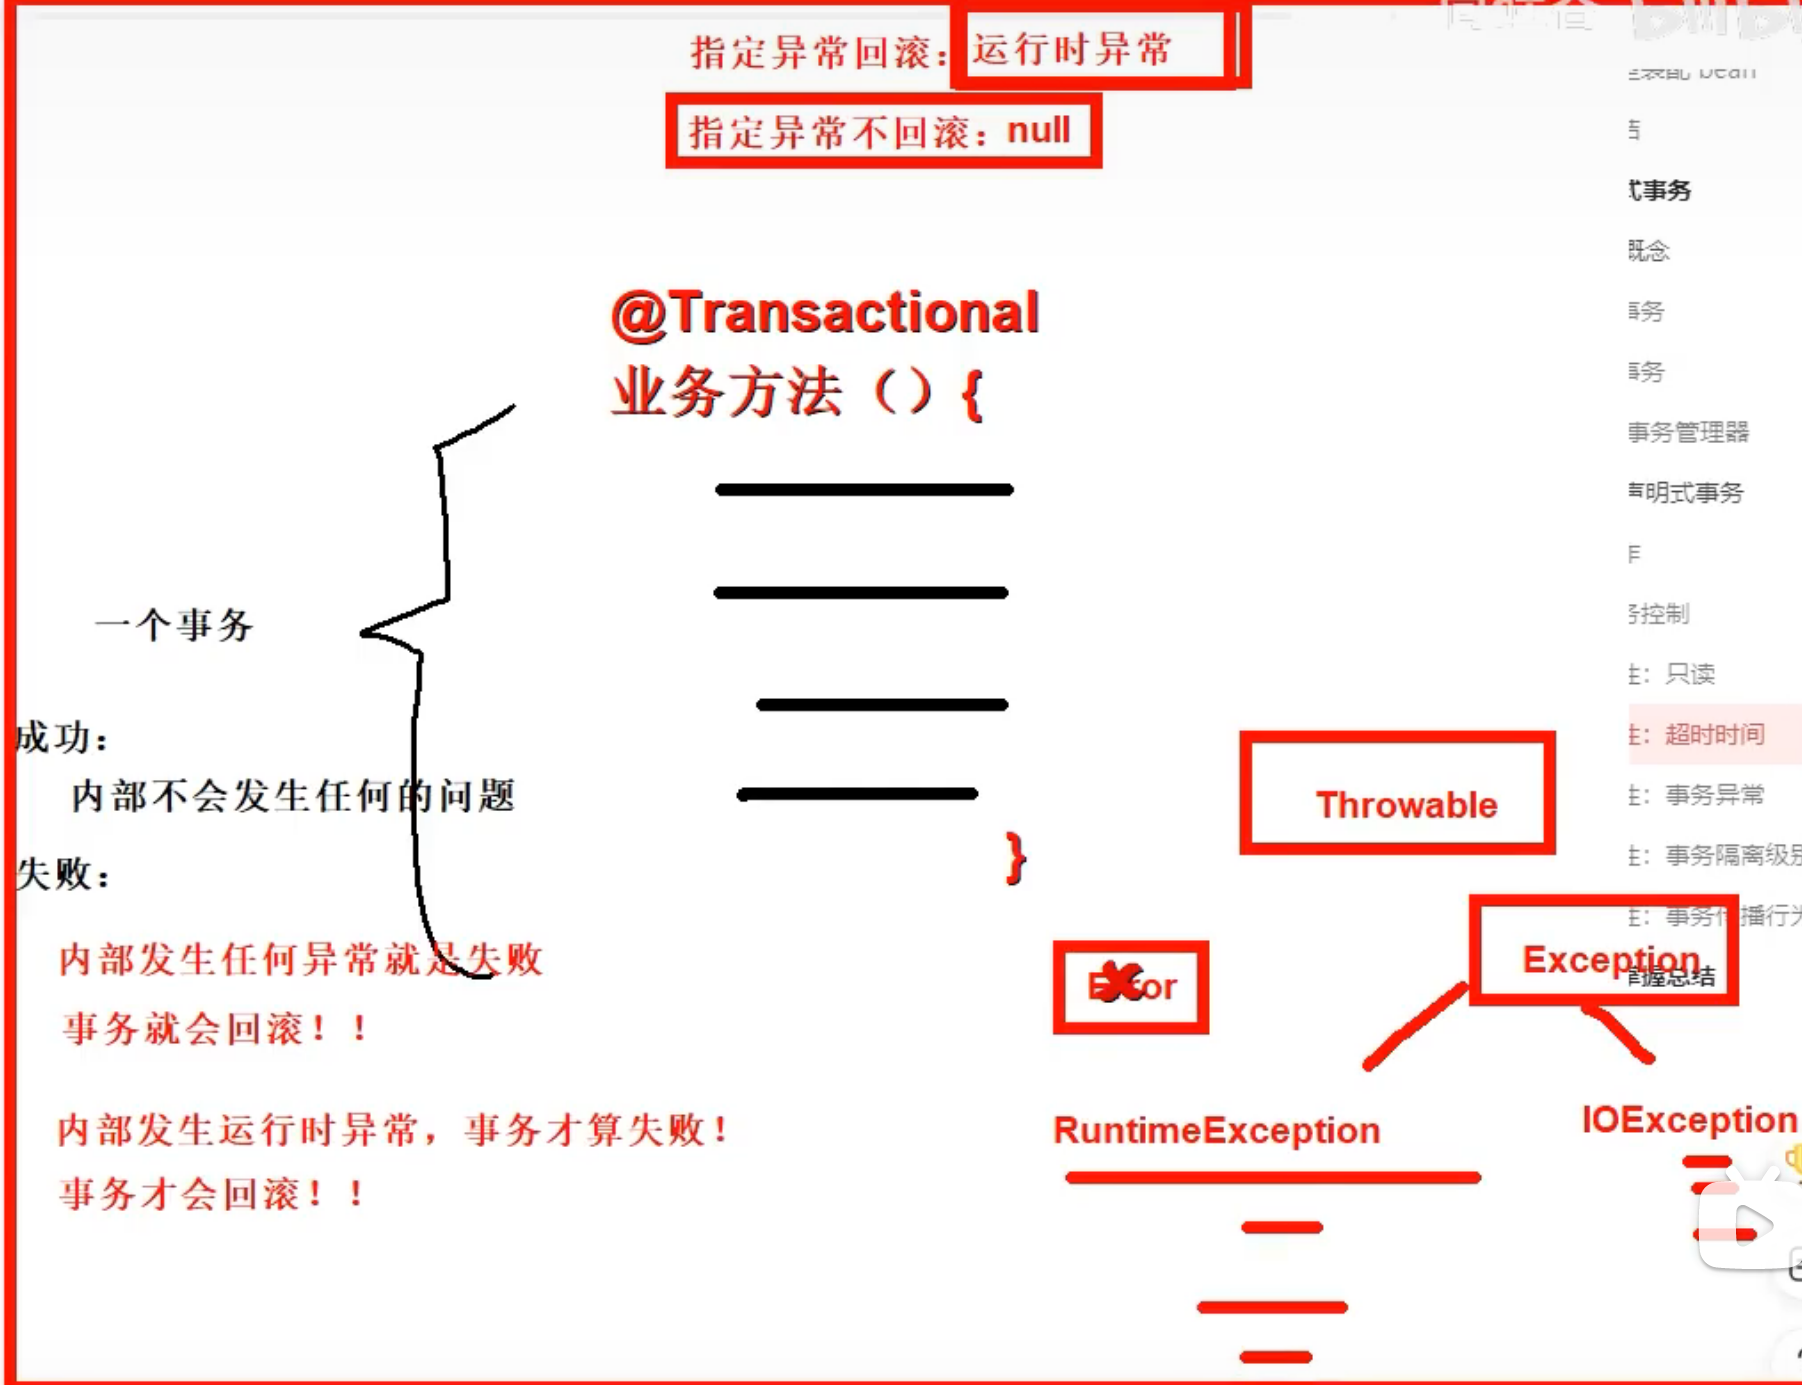 指定异常回滚：运行时异常
指定异常不回滚：null
@Transactional
业务方法（）{
一个事务
成功：
内部不会发生任何的问题
失败：
}
内部发生任何异常就是失败
事务就会回滚！！
内部发生运行时异常，事务才算失败！
事务才会回滚！！
Throwable
Error
Exception
RuntimeException
IOException
装配 bean
式事务
概念
事务
事务
事务管理器
声明式事务
务控制
：只读
：超时时间
：事务异常
：事务隔离级别
：事务传播行为
掌握总结